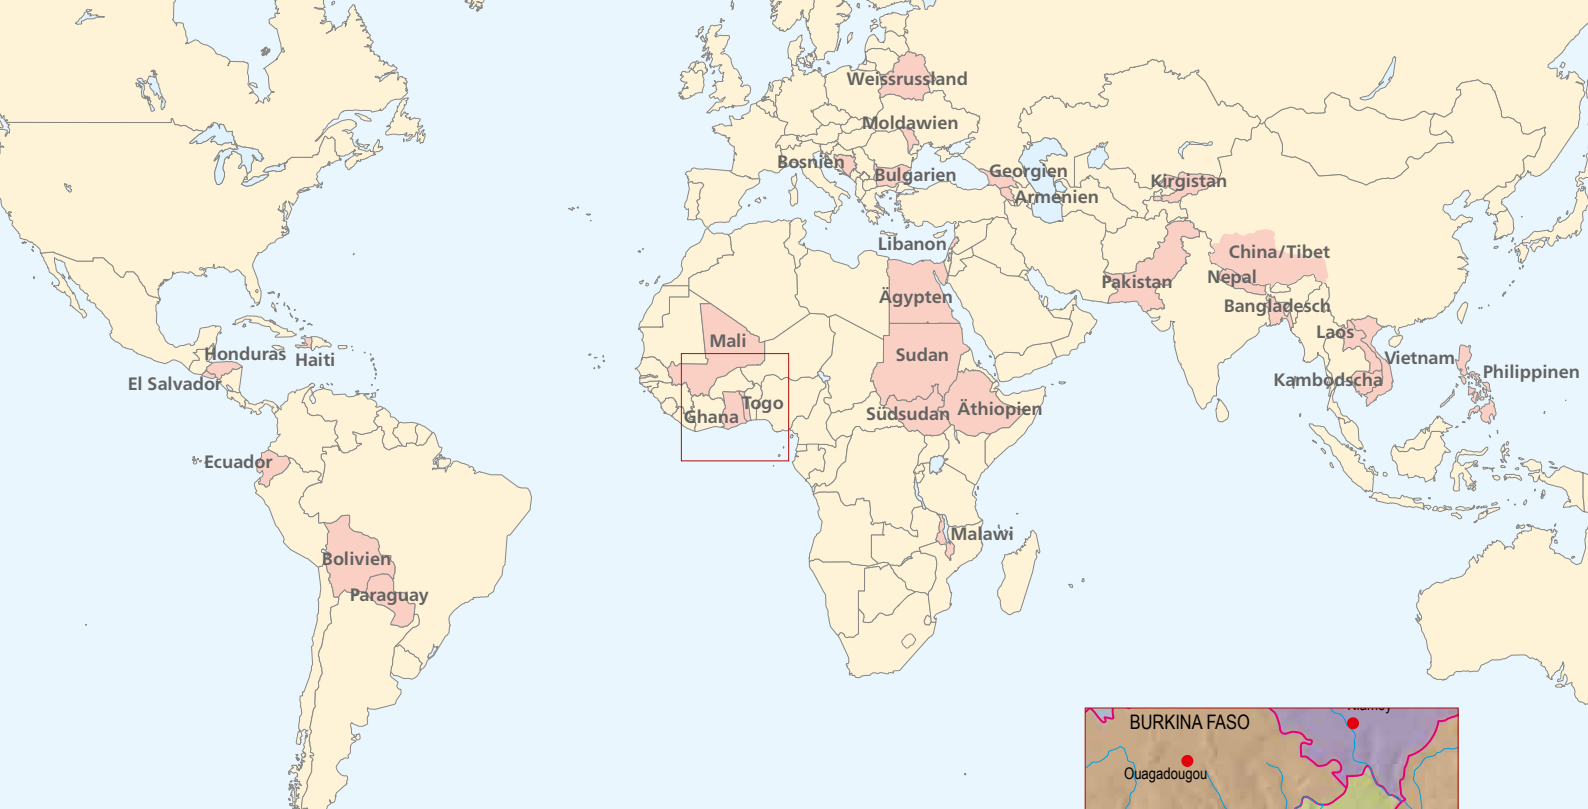 Weissrussland
Moldawien
Bosnien
Bulgarien
Georgien
Armenien
Kirgistan
Libanon
China/Tibet
Nepal
Pakistan
Ägypten
Bangladesch
Laos
Mali
Honduras
Haiti
Sudan
Vietnam
Philippinen
El Salvador
Kambodscha
Togo
Ghana
Südsudan
Äthiopien
Ecuador
Malawi
Bolivien
Paraguay
BURKINA FASO
Ouagadougou